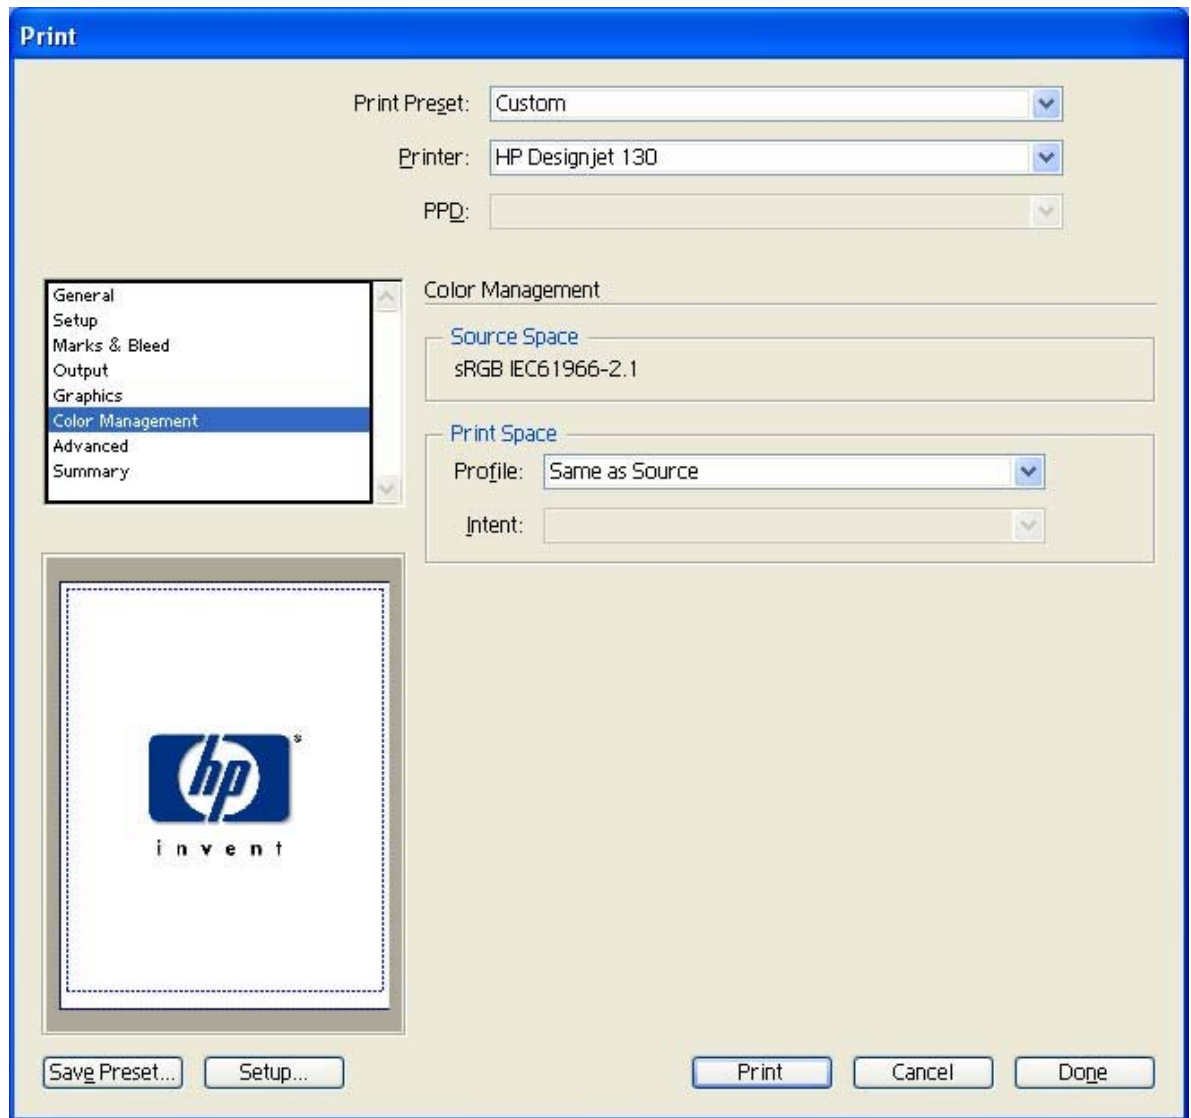 Print
Print Preset: Custom
Printer: HP Designjet 130
PPD:
General
Setup
Marks & Bleed
Output
Graphics
Color Management
Advanced
Summary
Color Management
Source Space
sRGB IEC61966-2.1
Print Space
Profile: Same as Source
Intent:
hp
invent
Save Preset... Setup... Print Cancel Done